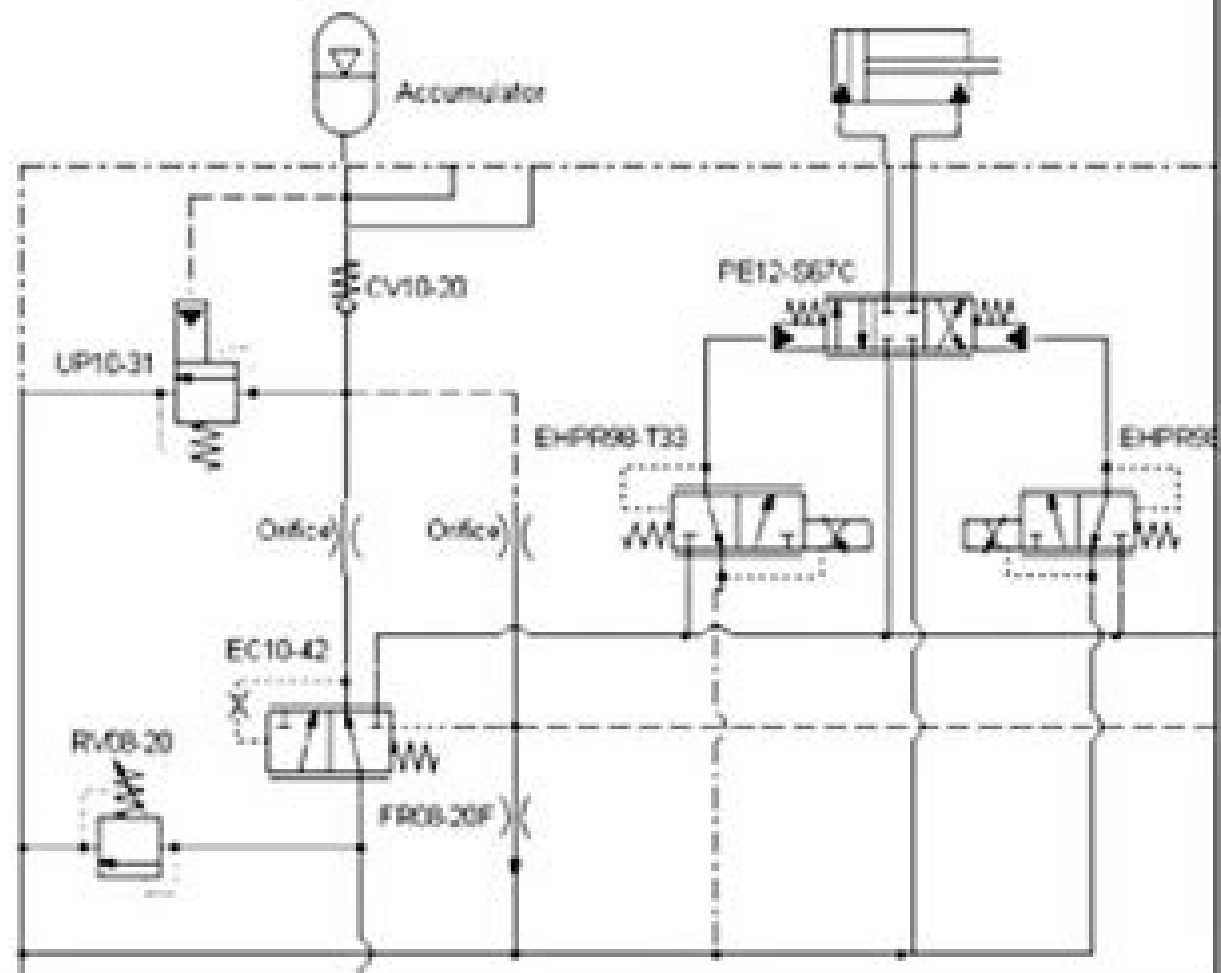 Accumulator
CV10-20
PE12-S67C
UP10-31
EHPR98-T33
Orifice
Orifice
EC10-42
RV08-20
FR08-20F